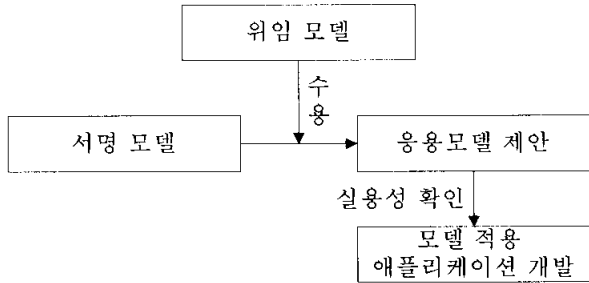 위임 모델
수
용
서명 모델
응용모델 제안
실용성 확인
모델 적용
애플리케이션 개발